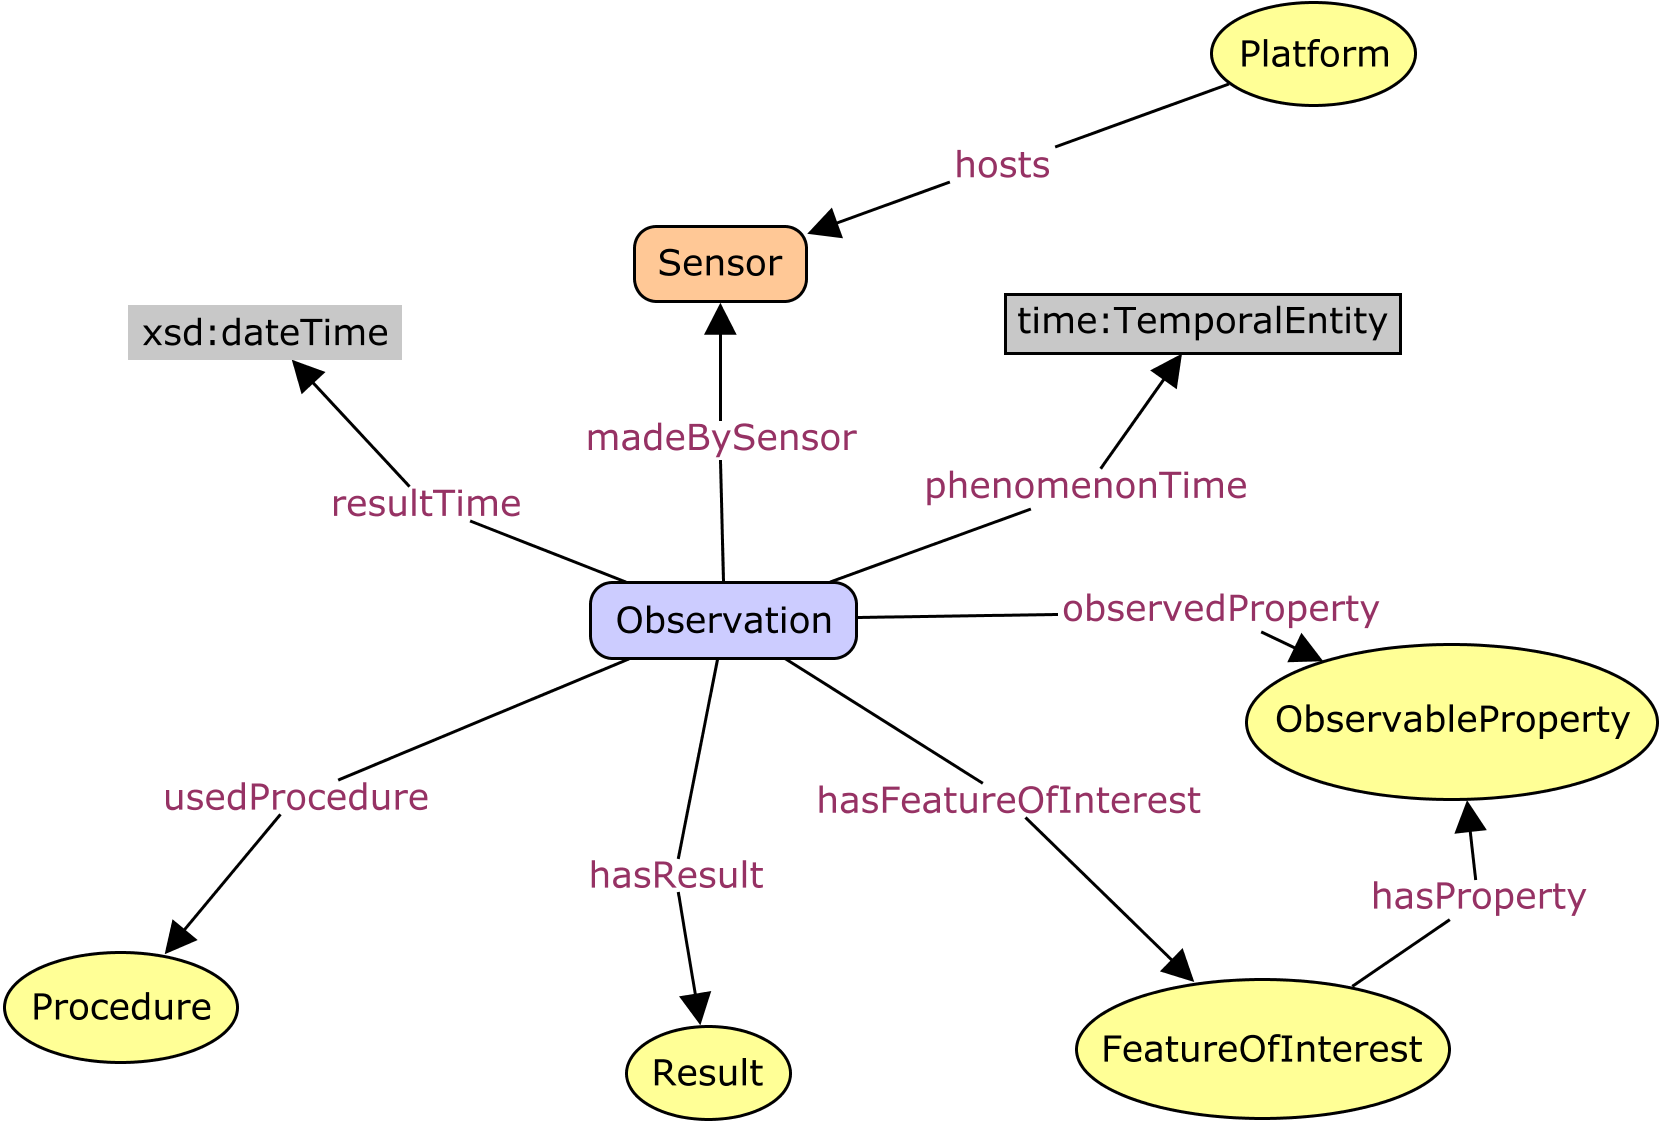 Platform
hosts
Sensor
xsd:dateTime
time:TemporalEntity
madeBySensor
resultTime
phenomenonTime
Observation
observedProperty
ObservableProperty
usedProcedure
hasFeatureOfInterest
hasResult
hasProperty
Procedure
FeatureOfInterest
Result